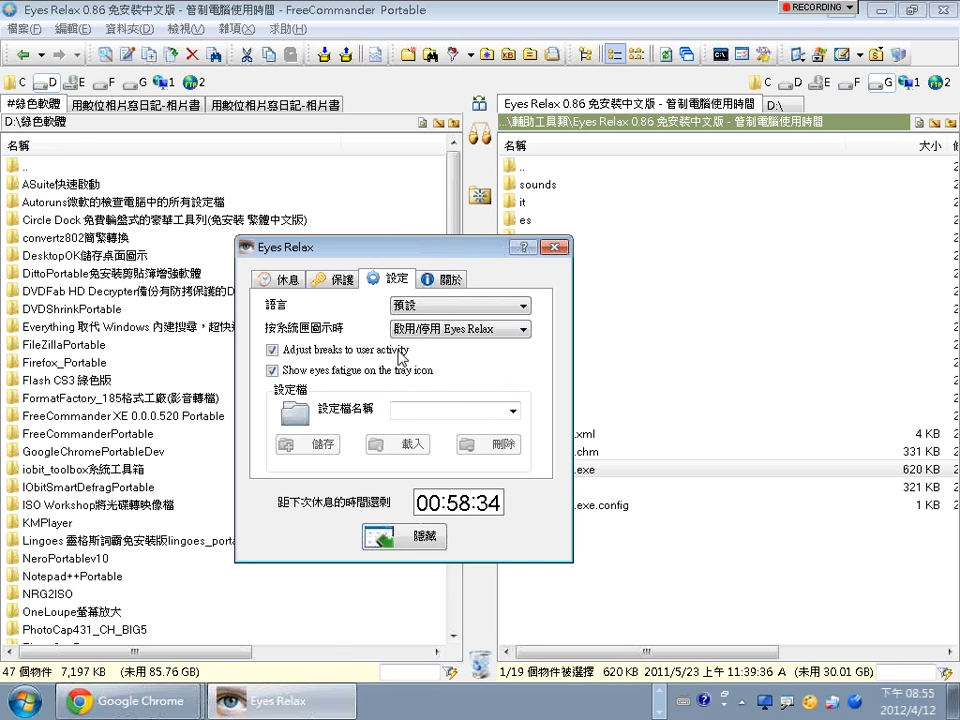 Eyes Relax 0.86 免安裝中文版 - 管制電腦使用時間 - FreeCommander Portable
RECORDING
檔案(F) 編輯(E) 資料夾(D) 檢視(V) 雜項(X) 求助(H)
C D E F G 1 2
C D E F G 1 2
#綠色軟體 用數位相片寫日記-相片書 用數位相片寫日記-相片書
Eyes Relax 0.86 免安裝中文版 - 管制電腦使用時間 D:\
D:\綠色軟體
..\輔助工具類\Eyes Relax 0.86 免安裝中文版 - 管制電腦使用時間
名稱
名稱 大小
..
ASuite快速啟動
Autoruns微軟的檢查電腦中的所有設定檔
Circle Dock 免費輪盤式的豪華工具列(免安裝 繁體中文版)
convertz802簡繁轉換
DesktopOK儲存桌面圖示
DittoPortable免安裝剪貼簿增強軟體
DVDFab HD Decrypter備份有防拷保護的D
DVDShrinkPortable
Everything 取代 Windows 內建搜尋，超快速
FileZillaPortable
Firefox_Portable
Flash CS3 綠色版
FormatFactory_185格式工廠(影音轉檔)
FreeCommander XE 0.0.520 Portable
FreeCommanderPortable
GoogleChromePortableDev
iobit_toolbox系統工具箱
IObitSmartDefragPortable
ISO Workshop將光碟轉映像檔
KMPlayer
Lingoes 靈格斯詞霸免安裝版lingoes_porta
NeroPortablev10
Notepad++Portable
NRG2ISO
OneLoupe螢幕放大
PhotoCap431_CH_BIG5
..
sounds
it
es
.xml 4 KB
.chm 331 KB
.exe 620 KB
321 KB
.exe.config 1 KB
Eyes Relax
休息 保護 設定 關於
語言 預設
按系統匣圖示時 啟用/停用 Eyes Relax
Adjust breaks to user activity
Show eyes fatigue on the tray icon
設定檔
設定檔名稱
儲存 載入 刪除
距下次休息的時間還剩 00:58:34
隱藏
47 個物件 7,197 KB (未用 85.76 GB)
1/19 個物件被選擇 620 KB 2011/5/23 上午 11:39:36 A (未用 30.01 GB)
Google Chrome
Eyes Relax
下午 08:55
2012/4/12